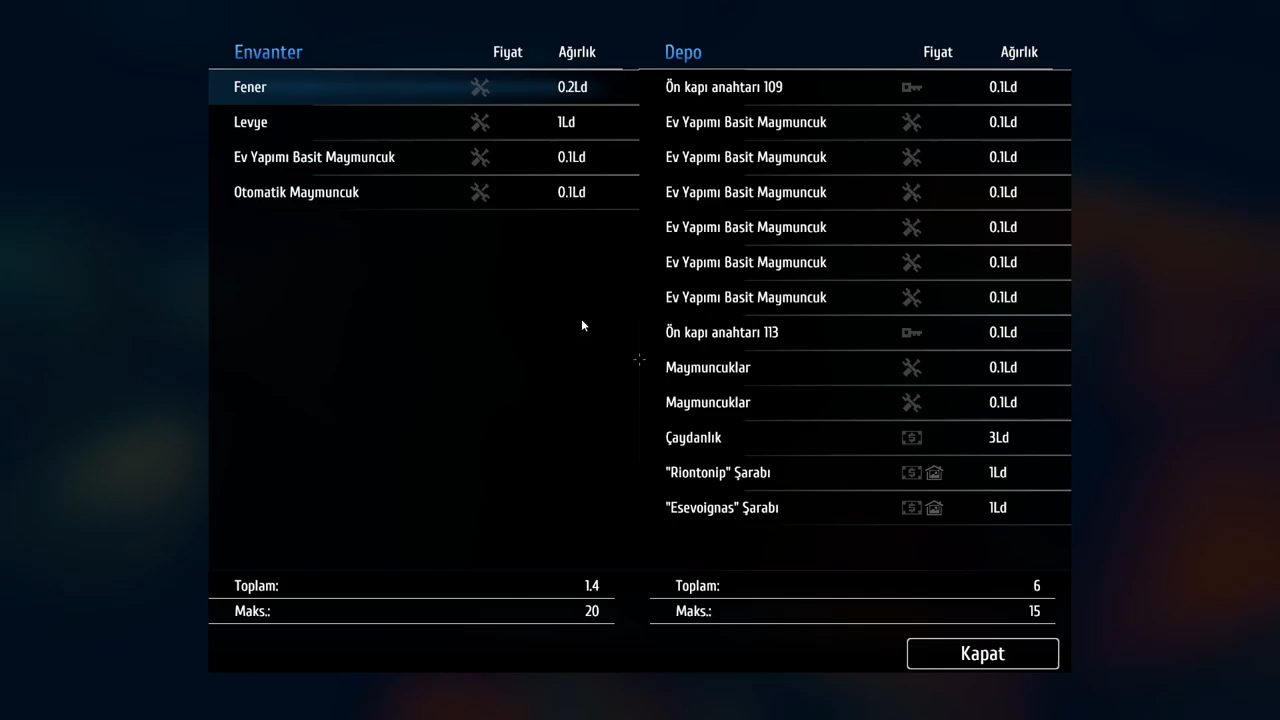 Envanter Fiyat Ağırlık
Fener 0.2Ld
Levye 1Ld
Ev Yapımı Basit Maymuncuk 0.1Ld
Otomatik Maymuncuk 0.1Ld
Toplam: 1.4
Maks.: 20
Depo Fiyat Ağırlık
Ön kapı anahtarı 109 0.1Ld
Ev Yapımı Basit Maymuncuk 0.1Ld
Ev Yapımı Basit Maymuncuk 0.1Ld
Ev Yapımı Basit Maymuncuk 0.1Ld
Ev Yapımı Basit Maymuncuk 0.1Ld
Ev Yapımı Basit Maymuncuk 0.1Ld
Ev Yapımı Basit Maymuncuk 0.1Ld
Ön kapı anahtarı 113 0.1Ld
Maymuncuklar 0.1Ld
Maymuncuklar 0.1Ld
Çaydanlık 3Ld
"Riontonip" Şarabı 1Ld
"Esevoignas" Şarabı 1Ld
Toplam: 6
Maks.: 15
Kapat